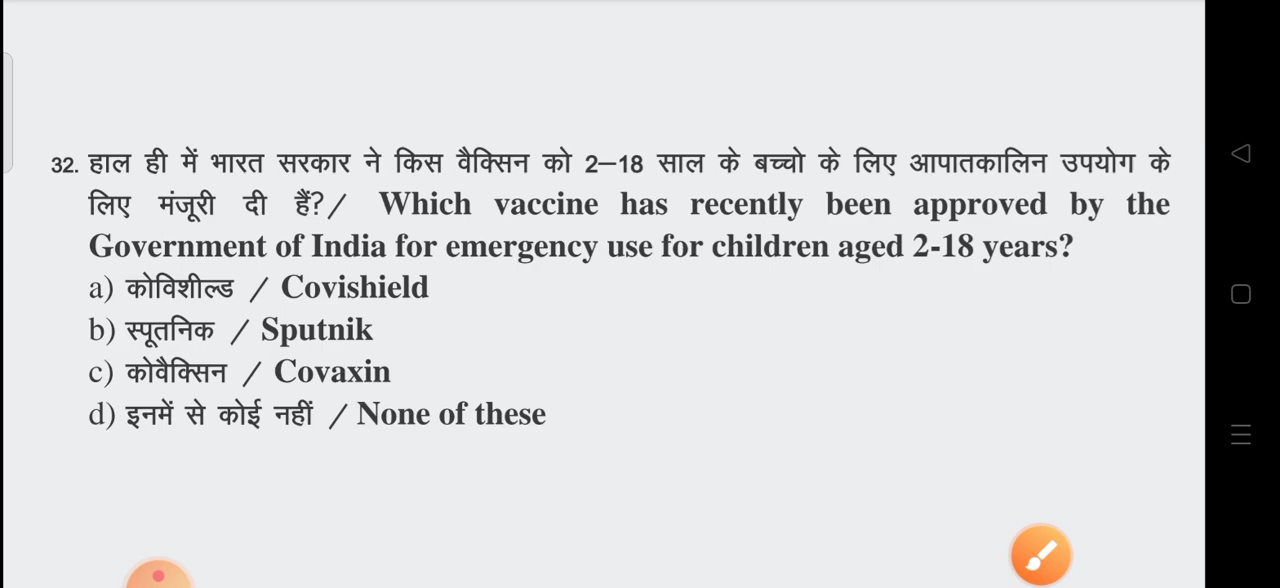 32. हाल ही में भारत सरकार ने किस वैक्सिन को 2–18 साल के बच्चो के लिए आपातकालिन उपयोग के
लिए मंजूरी दी हैं?/ Which vaccine has recently been approved by the
Government of India for emergency use for children aged 2-18 years?
a) कोविशील्ड / Covishield
b) स्पूतनिक / Sputnik
c) कोवैक्सिन / Covaxin
d) इनमें से कोई नहीं / None of these